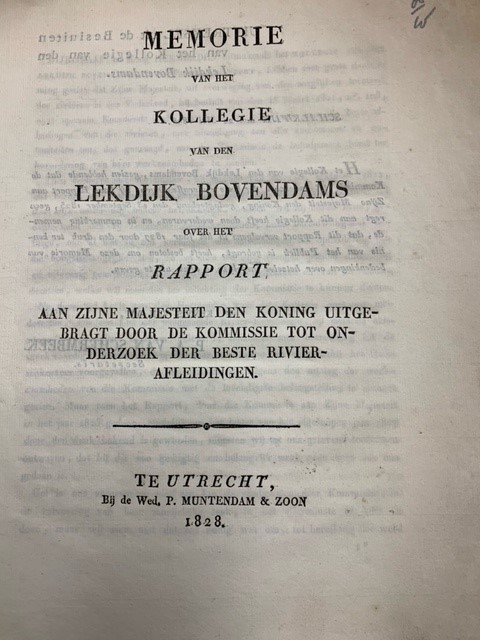 MEMORIE
VAN HET
KOLLEGIE
VAN DEN
LEKDIJK BOVENDAMS
OVER HET
RAPPORT
AAN ZIJNE MAJESTEIT DEN KONING UITGE-
BRAGT DOOR DE KOMMISSIE TOT ON-
DERZOEK DER BESTE RIVIER-
AFLEIDINGEN.
TE UTRECHT,
Bij de Wed. P. MUNTENDAM & ZOON
1828.